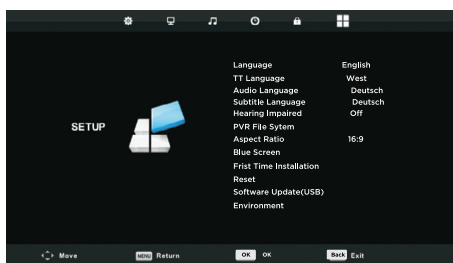 Language English
TT Language West
Audio Language Deutsch
Subtitle Language Deutsch
Hearing Impaired Off
PVR File Sytem
SETUP
Aspect Ratio 16:9
Blue Screen
Frist Time Installation
Reset
Software Update(USB)
Environment
Move MENU Return OK OK Back Exit